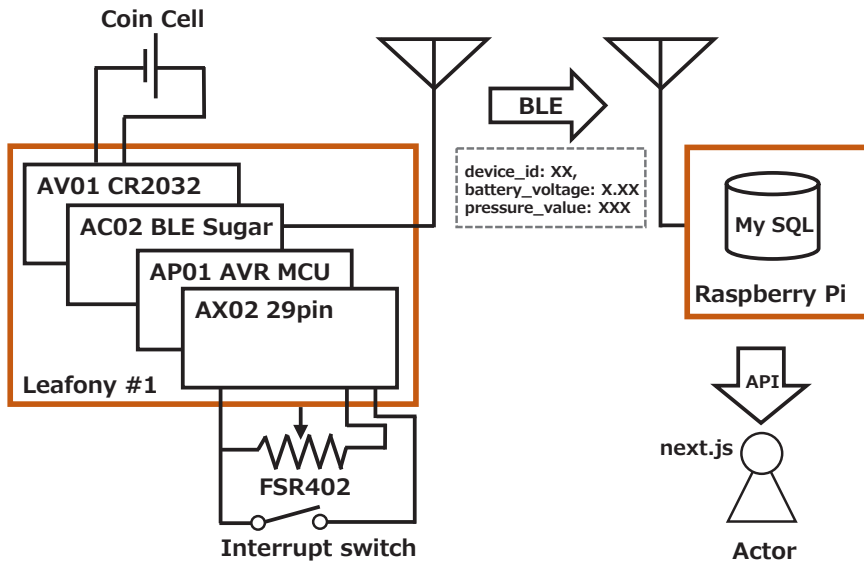 Coin Cell
BLE
device_id: XX,
battery_voltage: X.XX
pressure_value: XXX
AV01 CR2032
AC02 BLE Sugar
AP01 AVR MCU
AX02 29pin
Leafony #1
My SQL
Raspberry Pi
API
next.js
Actor
FSR402
Interrupt switch